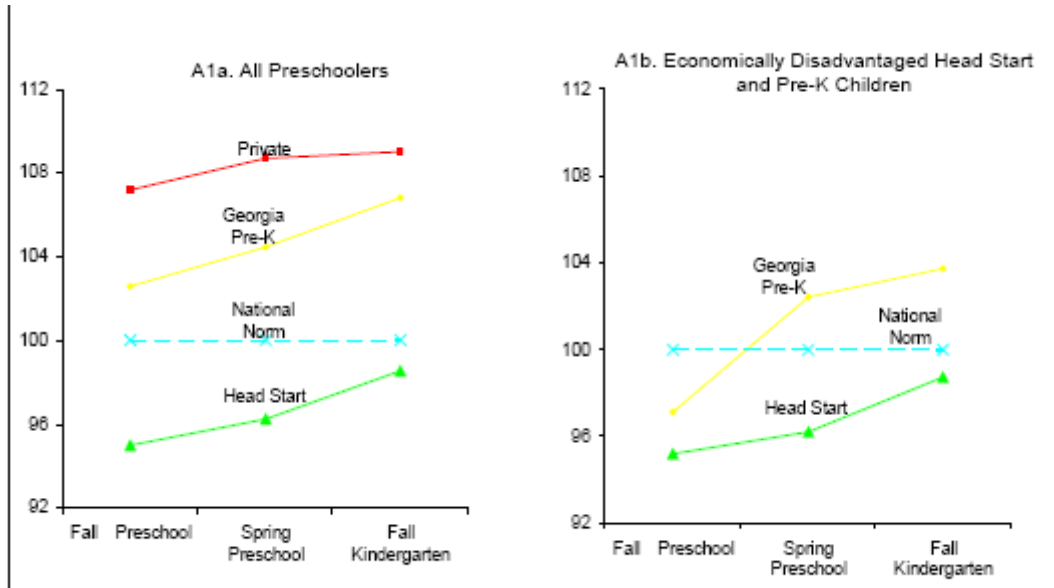 A1a. All Preschoolers
112
108
104
100
96
92
Private
Georgia
Pre-K
National
Norm
Head Start
Fall Preschool Spring Fall
Preschool Kindergarten
A1b. Economically Disadvantaged Head Start
and Pre-K Children
112
108
104
100
96
92
Georgia
Pre-K
National
Norm
Head Start
Fall Preschool Spring Fall
Preschool Kindergarten